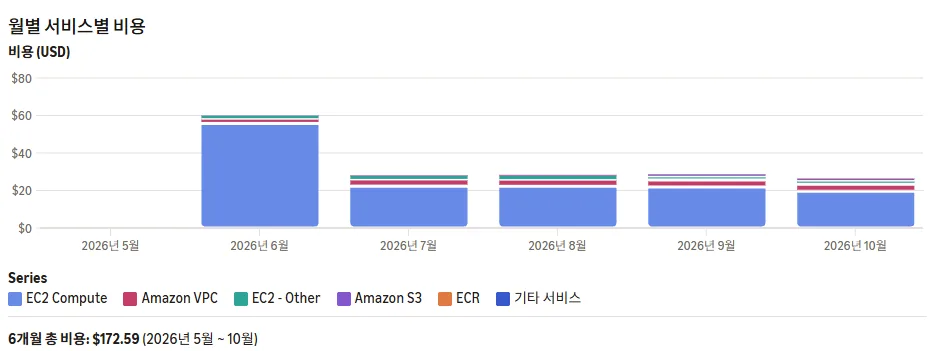 월별 서비스별 비용
비용 (USD)
$80
$60
$40
$20
$0
2026년 5월 2026년 6월 2026년 7월 2026년 8월 2026년 9월 2026년 10월
Series
EC2 Compute Amazon VPC EC2 - Other Amazon S3 ECR 기타 서비스
6개월 총 비용: $172.59 (2026년 5월 ~ 10월)